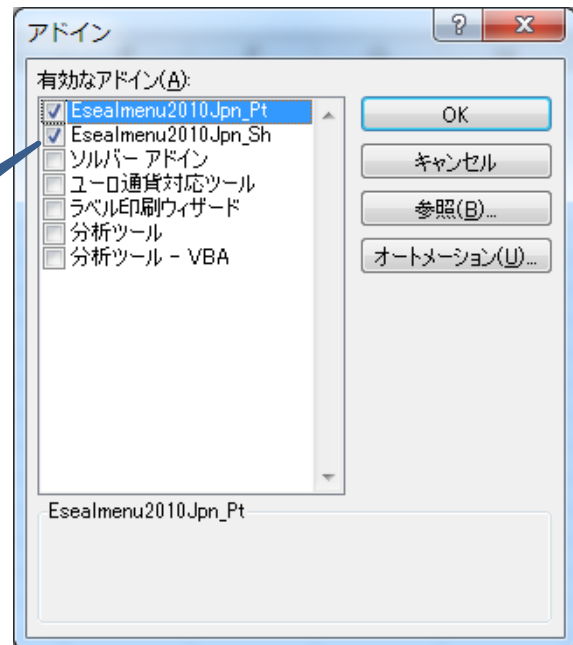 アドイン
有効なアドイン(A):
Esealmenu2010Jpn_Pt
Esealmenu2010Jpn_Sh
ソルバー アドイン
ユーロ通貨対応ツール
ラベル印刷ウィザード
分析ツール
分析ツール - VBA
OK
キャンセル
参照(B)...
オートメーション(U)...
Esealmenu2010Jpn_Pt